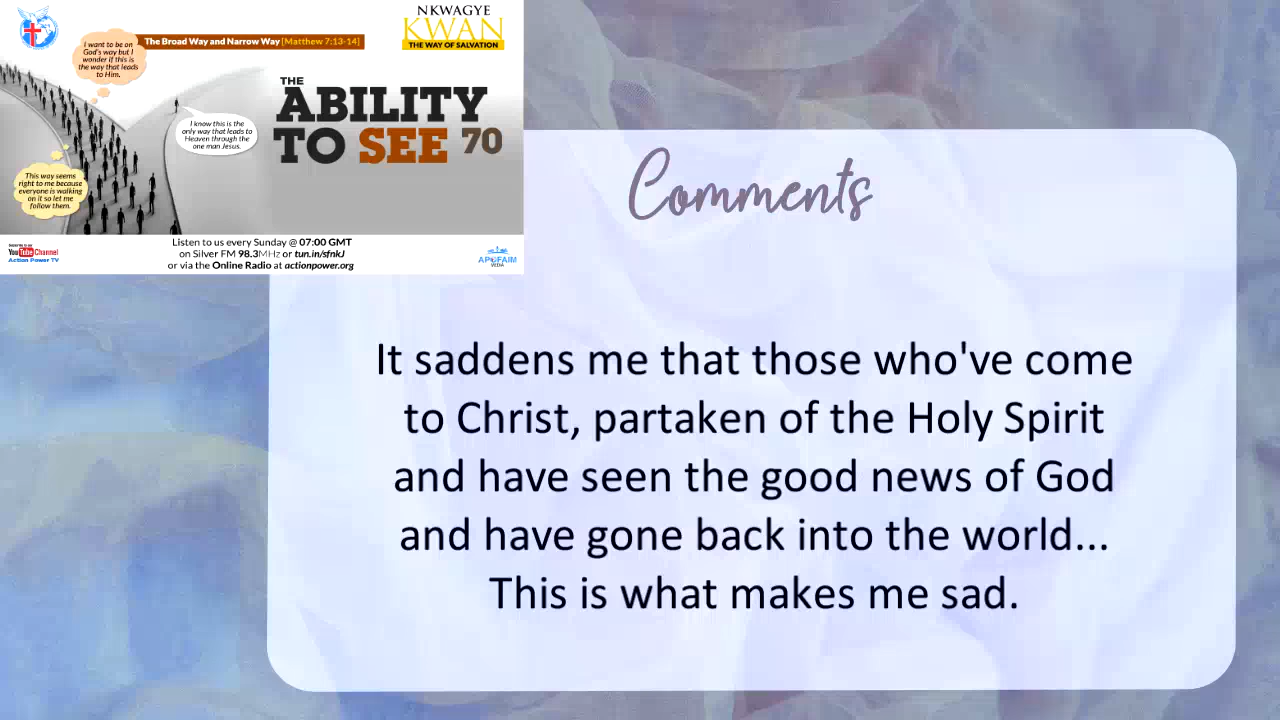 NKWAGYE
KWAN
THE WAY OF SALVATION
The Broad Way and Narrow Way [Matthew 7:13-14]
I want to be on
God's way but I
wonder if this is
the way that leads
to Him.
I know this is the
only way that leads to
Heaven through the
one man Jesus.
This way seems
right to me because
everyone is walking
on it so let me
follow them.
THE
ABILITY
TO SEE 70
Listen to us every Sunday @ 07:00 GMT
on Silver FM 98.3MHz or tun.in/sfnkJ
or via the Online Radio at actionpower.org
YouTube Channel
Action Power TV
APOFAIM
Comments
It saddens me that those who've come
to Christ, partaken of the Holy Spirit
and have seen the good news of God
and have gone back into the world...
This is what makes me sad.